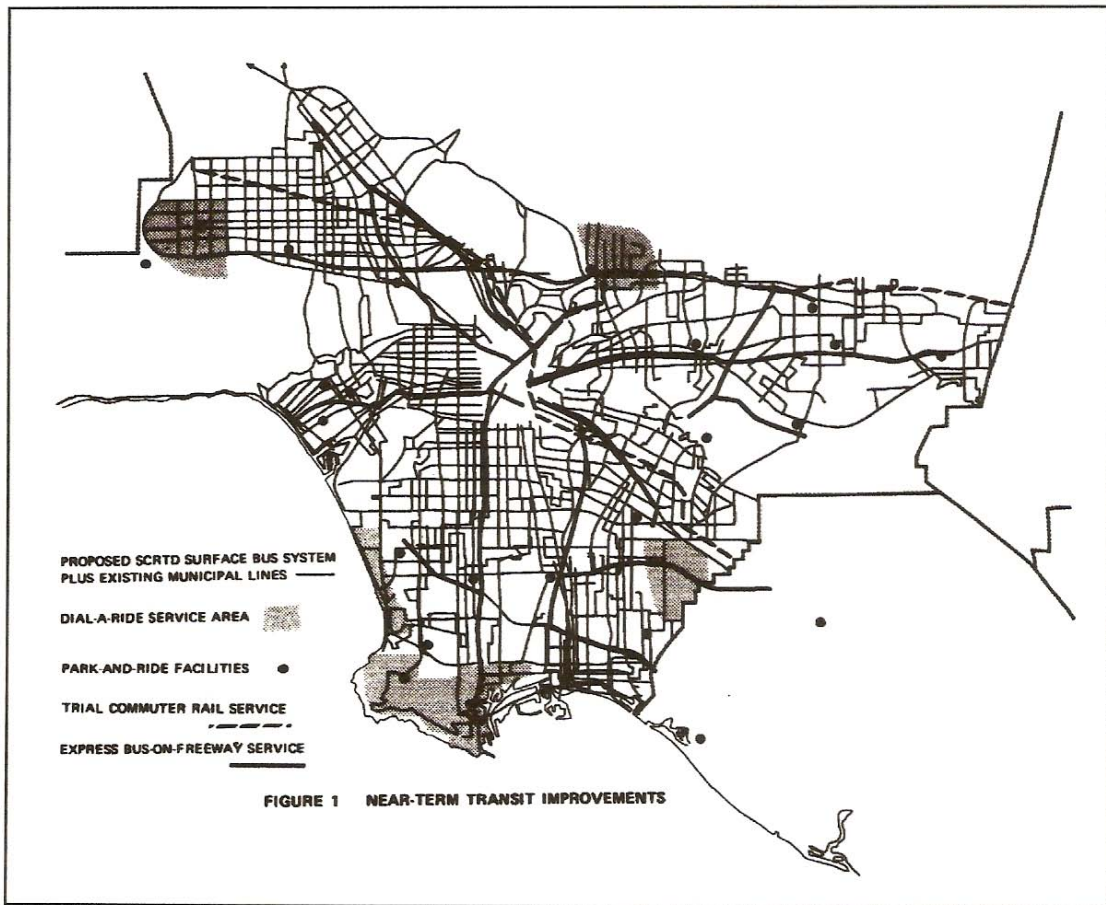 PROPOSED SCRTD SURFACE BUS SYSTEM
PLUS EXISTING MUNICIPAL LINES
DIAL-A-RIDE SERVICE AREA
PARK-AND-RIDE FACILITIES
TRIAL COMMUTER RAIL SERVICE
EXPRESS BUS-ON-FREEWAY SERVICE
FIGURE 1 NEAR-TERM TRANSIT IMPROVEMENTS